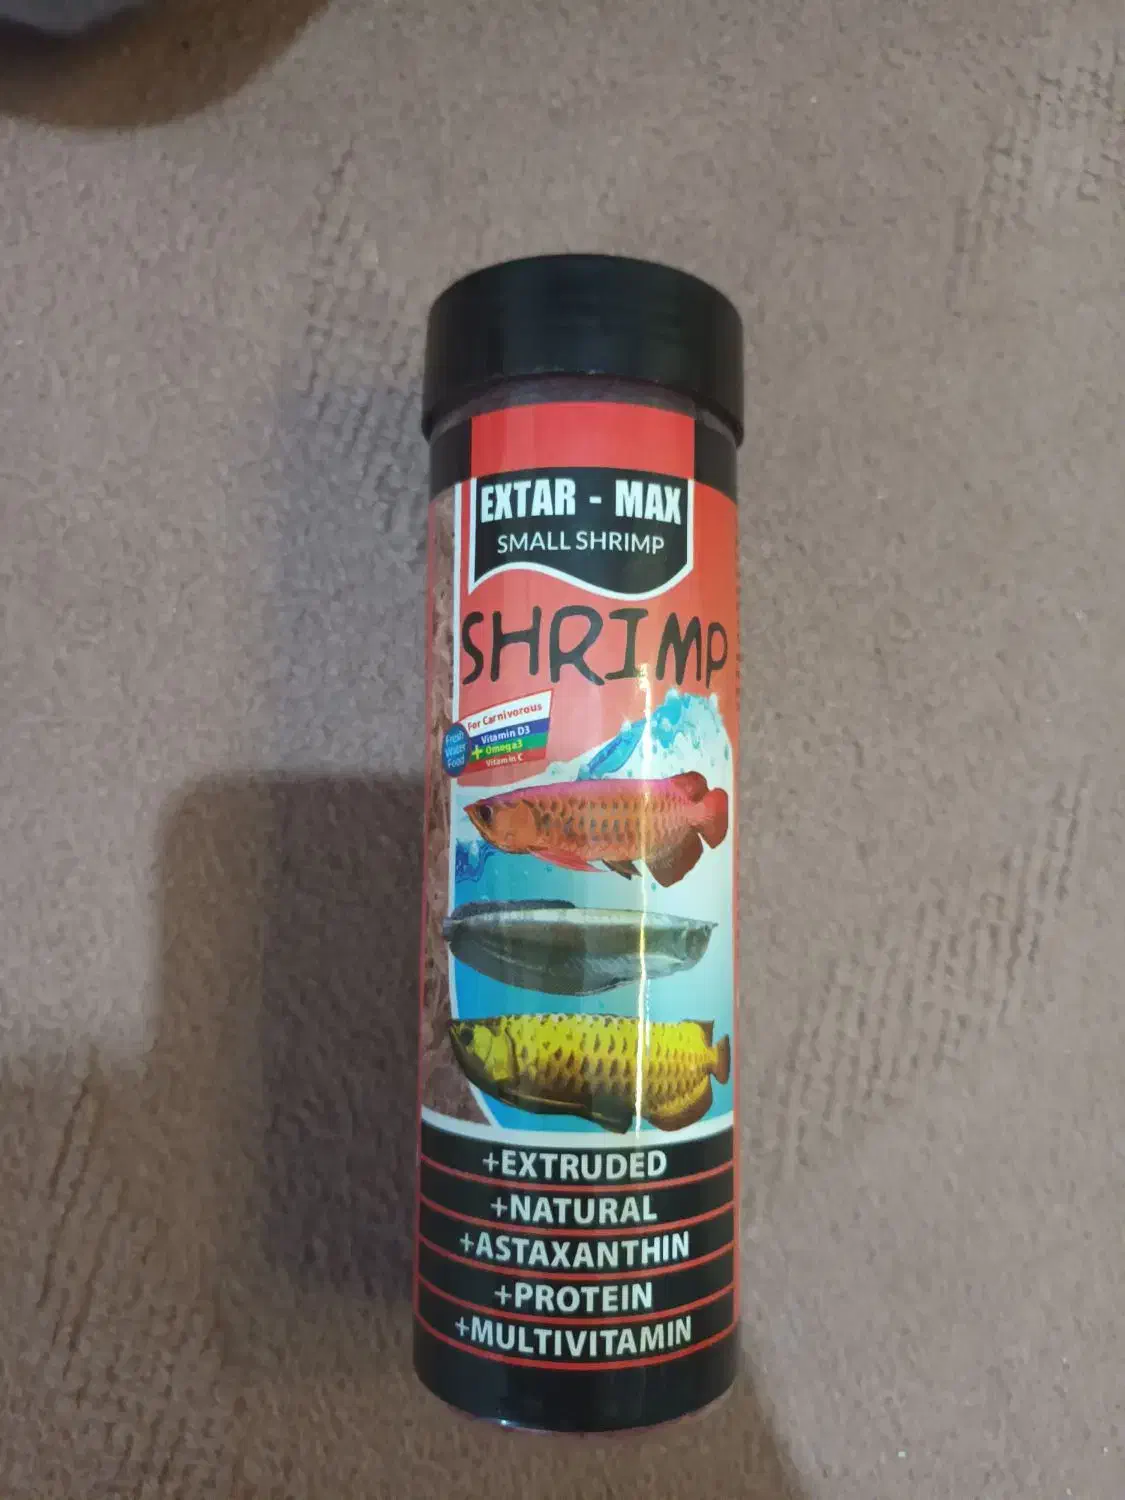 EXTAR - MAX
SMALL SHRIMP
SHRIMP
For Carnivorous
Fresh Water Food
Vitamin D3
+ Omega3
Vitamin C
+EXTRUDED
+NATURAL
+ASTAXANTHIN
+PROTEIN
+MULTIVITAMIN